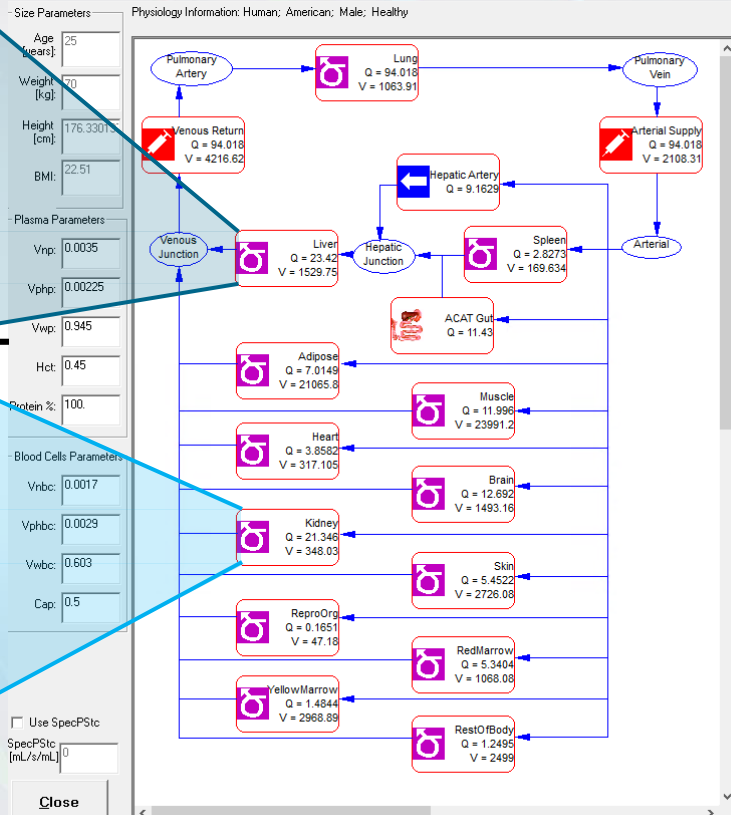 Size Parameters
Physiology Information: Human; American; Male; Healthy
Age
[years]:
25
Weight
[kg]:
70
Height
[cm]:
176.33013
BMI:
22.51
Plasma Parameters
Vnp:
0.0035
Vphp:
0.00225
Vwp:
0.945
Hct:
0.45
Protein %:
100.
Blood Cells Parameters
Vnbc:
0.0017
Vphbc:
0.0029
Vwbc:
0.603
Cap:
0.5
Use SpecPStc
SpecPStc
[mL/s/mL]
0
Close
Pulmonary
Artery
Lung
Q = 94.018
V = 1063.91
Pulmonary
Vein
Venous Return
Q = 94.018
V = 4216.62
Arterial Supply
Q = 94.018
V = 2108.31
Hepatic Artery
Q = 9.1629
Venous
Junction
Liver
Q = 23.42
V = 1529.75
Hepatic
Junction
Spleen
Q = 2.8273
V = 169.634
Arterial
ACAT Gut
Q = 11.43
Adipose
Q = 7.0149
V = 21065.8
Muscle
Q = 11.996
V = 23991.2
Heart
Q = 3.8582
V = 317.105
Brain
Q = 12.692
V = 1493.16
Kidney
Q = 21.346
V = 348.03
Skin
Q = 5.4522
V = 2726.08
ReproOrg
Q = 0.1651
V = 47.18
RedMarrow
Q = 5.3404
V = 1068.08
YellowMarrow
Q = 1.4844
V = 2968.89
RestOfBody
Q = 1.2495
V = 2499